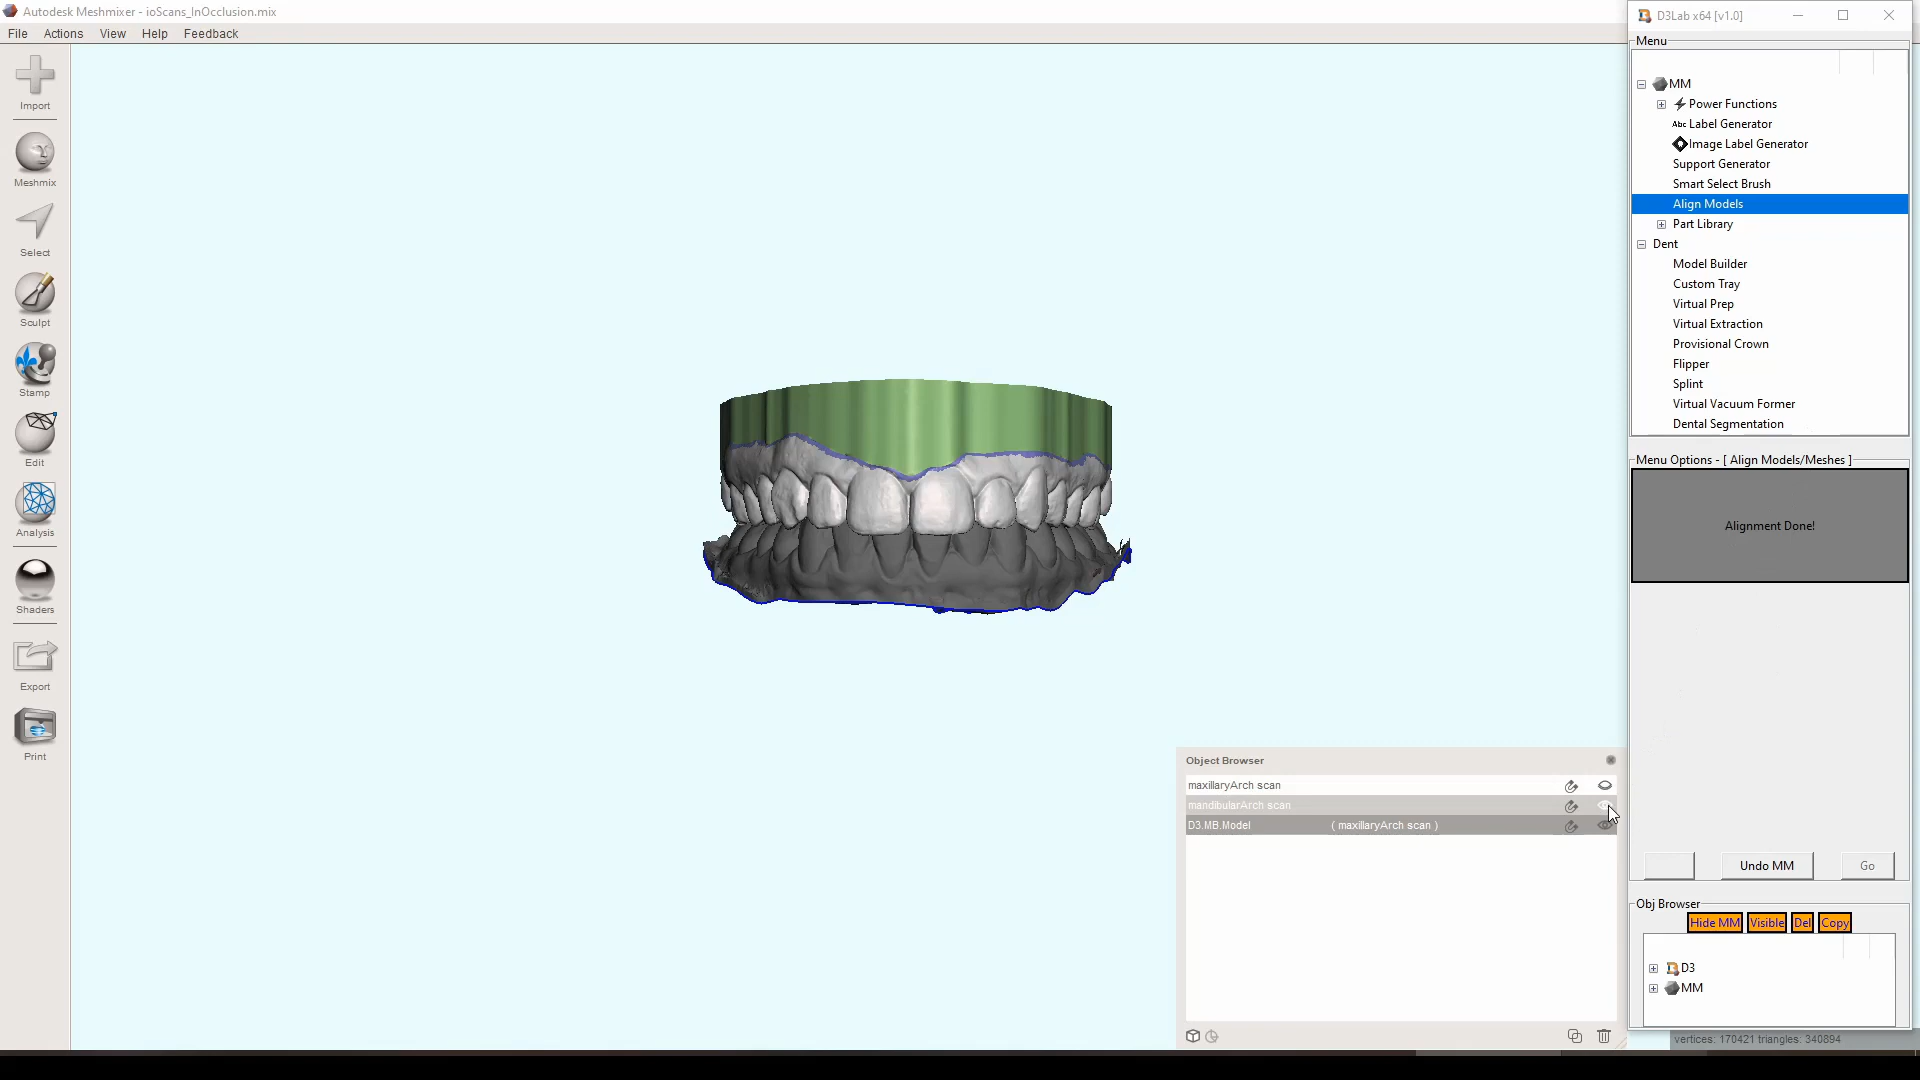 Autodesk Meshmixer - ioScans_InOcclusion.mix
File Actions View Help Feedback
Import
Meshmix
Select
Sculpt
Stamp
Edit
Analysis
Shaders
Export
Print
Object Browser
maxillaryArch scan
mandibularArch scan
D3.MB.Model ( maxillaryArch scan )
D3Lab x64 [v1.0]
Menu
MM
Power Functions
Abc Label Generator
Image Label Generator
Support Generator
Smart Select Brush
Align Models
Part Library
Dent
Model Builder
Custom Tray
Virtual Prep
Virtual Extraction
Provisional Crown
Flipper
Splint
Virtual Vacuum Former
Dental Segmentation
Menu Options - [ Align Models/Meshes ]
Alignment Done!
Undo MM Go
Obj Browser
Hide MM Visible Del Copy
D3
MM
vertices: 170421 triangles: 340894